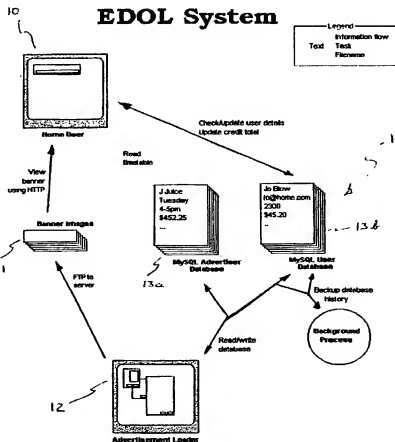 EDOL System
10
Legend
Information flow
Text Task
Filename
Home User
Check/update user details
Update credit total
Read
View
banner
using HTTP
J Juice
Tuesday
4-5pm
$452.25
...
Jo Blow
jo@home.com
2300
$45.20
...
1
13b
Banner Images
1
13a
MySQL Advertiser
Database
MySQL User
Database
FTP to
server
Backup database
history
Read/write
database
Background
Process
12
Advertisement Loader